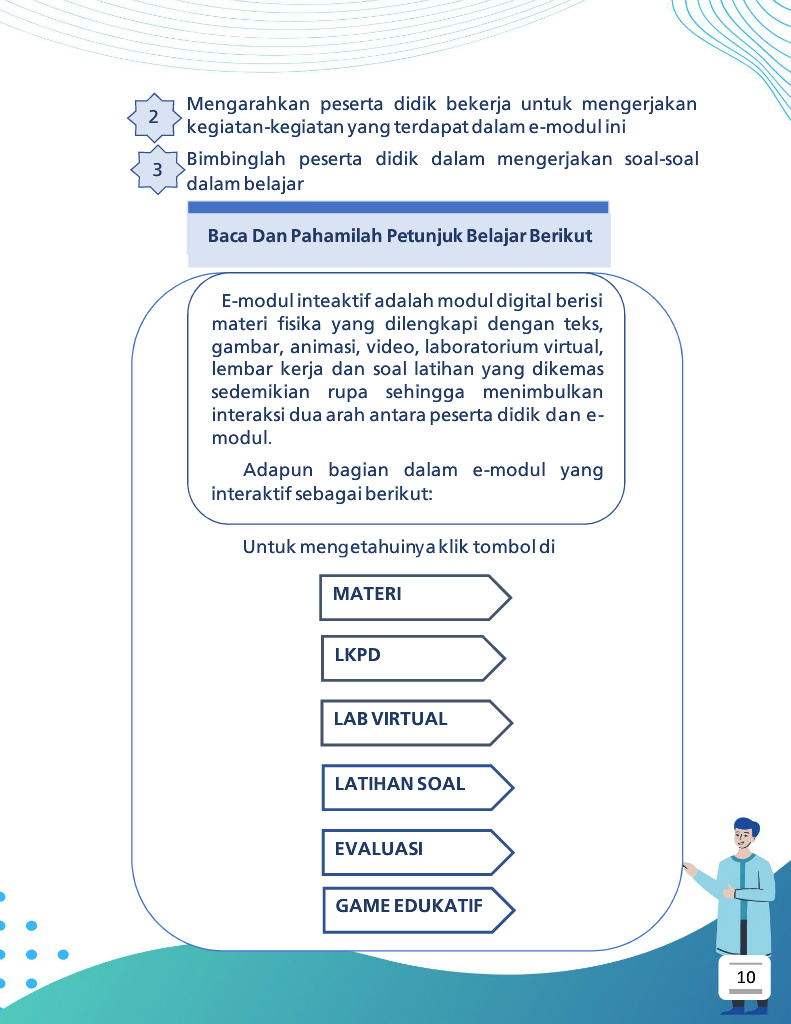 2
Mengarahkan peserta didik bekerja untuk mengerjakan
kegiatan-kegiatan yang terdapat dalam e-modul ini
3
Bimbinglah peserta didik dalam mengerjakan soal-soal
dalam belajar
Baca Dan Pahamilah Petunjuk Belajar Berikut
E-modul inteaktif adalah modul digital berisi
materi fisika yang dilengkapi dengan teks,
gambar, animasi, video, laboratorium virtual,
lembar kerja dan soal latihan yang dikemas
sedemikian rupa sehingga menimbulkan
interaksi dua arah antara peserta didik dan e-
modul.
Adapun bagian dalam e-modul yang
interaktif sebagai berikut:
Untuk mengetahuinya klik tombol di
MATERI
LKPD
LAB VIRTUAL
LATIHAN SOAL
EVALUASI
GAME EDUKATIF
10